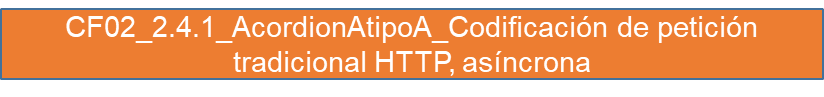 CF02_2.4.1_AcordionAtipoA_Codificación de petición
tradicional HTTP, asíncrona